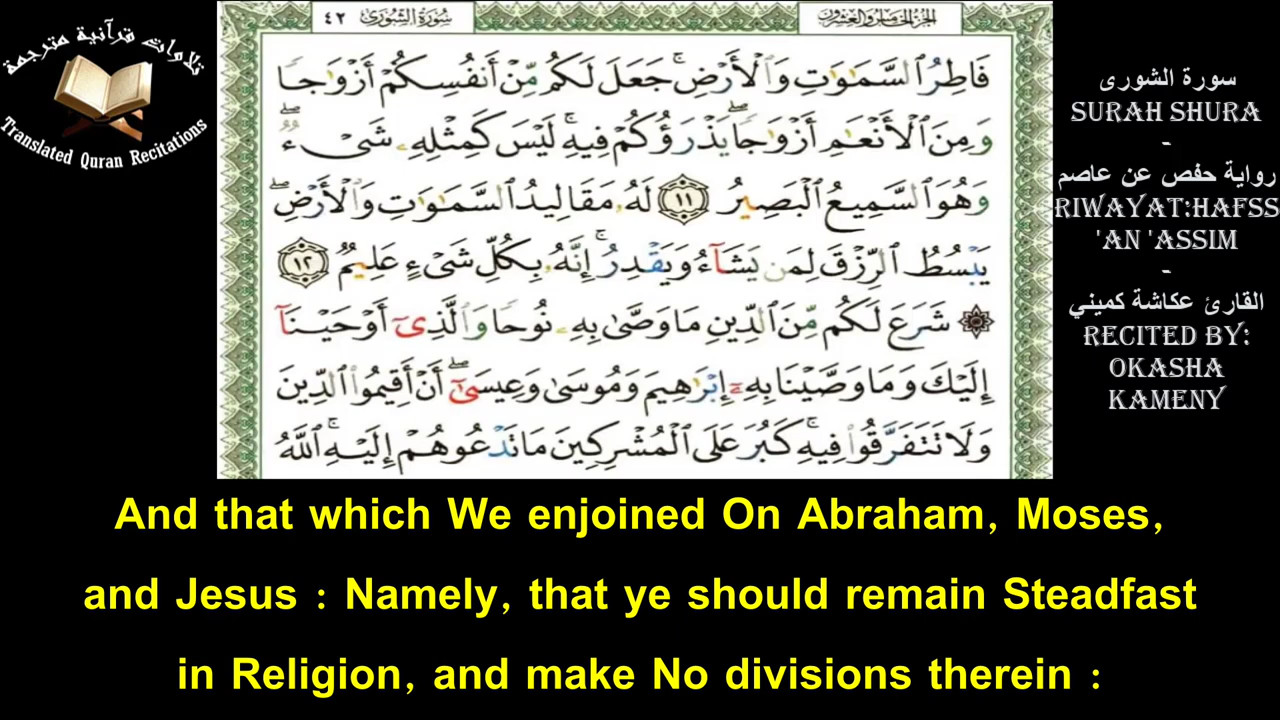 تلاوات قرآنية مترجمة
Translated Quran Recitations
سُورَةُ الشُّورَىٰ ٤٢
الجزء الخامس والعشرون
فَاطِرُ ٱلسَّمَٰوَٰتِ وَٱلْأَرْضِ ۚ جَعَلَ لَكُم مِّنْ أَنفُسِكُمْ أَزْوَٰجًا
وَمِنَ ٱلْأَنْعَٰمِ أَزْوَٰجًا ۖ يَذْرَؤُكُمْ فِيهِ ۚ لَيْسَ كَمِثْلِهِۦ شَىْءٌ ۖ
وَهُوَ ٱلسَّمِيعُ ٱلْبَصِيرُ ١١ لَهُۥ مَقَالِيدُ ٱلسَّمَٰوَٰتِ وَٱلْأَرْضِ ۖ
يَبْسُطُ ٱلرِّزْقَ لِمَن يَشَآءُ وَيَقْدِرُ ۚ إِنَّهُۥ بِكُلِّ شَىْءٍ عَلِيمٌ ١٢
۞ شَرَعَ لَكُم مِّنَ ٱلدِّينِ مَا وَصَّىٰ بِهِۦ نُوحًا وَٱلَّذِىٓ أَوْحَيْنَآ
إِلَيْكَ وَمَا وَصَّيْنَا بِهِۦٓ إِبْرَٰهِيمَ وَمُوسَىٰ وَعِيسَىٰٓ ۖ أَنْ أَقِيمُوا۟ ٱلدِّينَ
وَلَا تَتَفَرَّقُوا۟ فِيهِ ۚ كَبُرَ عَلَى ٱلْمُشْرِكِينَ مَا تَدْعُوهُمْ إِلَيْهِ ۚ ٱللَّهُ
سورة الشورى
SURAH SHURA
-
رواية حفص عن عاصم
RIWAYAT:HAFSS
'AN 'ASSIM
-
القارئ عكاشة كميني
RECITED BY:
OKASHA
KAMENY
And that which We enjoined On Abraham, Moses,
and Jesus : Namely, that ye should remain Steadfast
in Religion, and make No divisions therein :